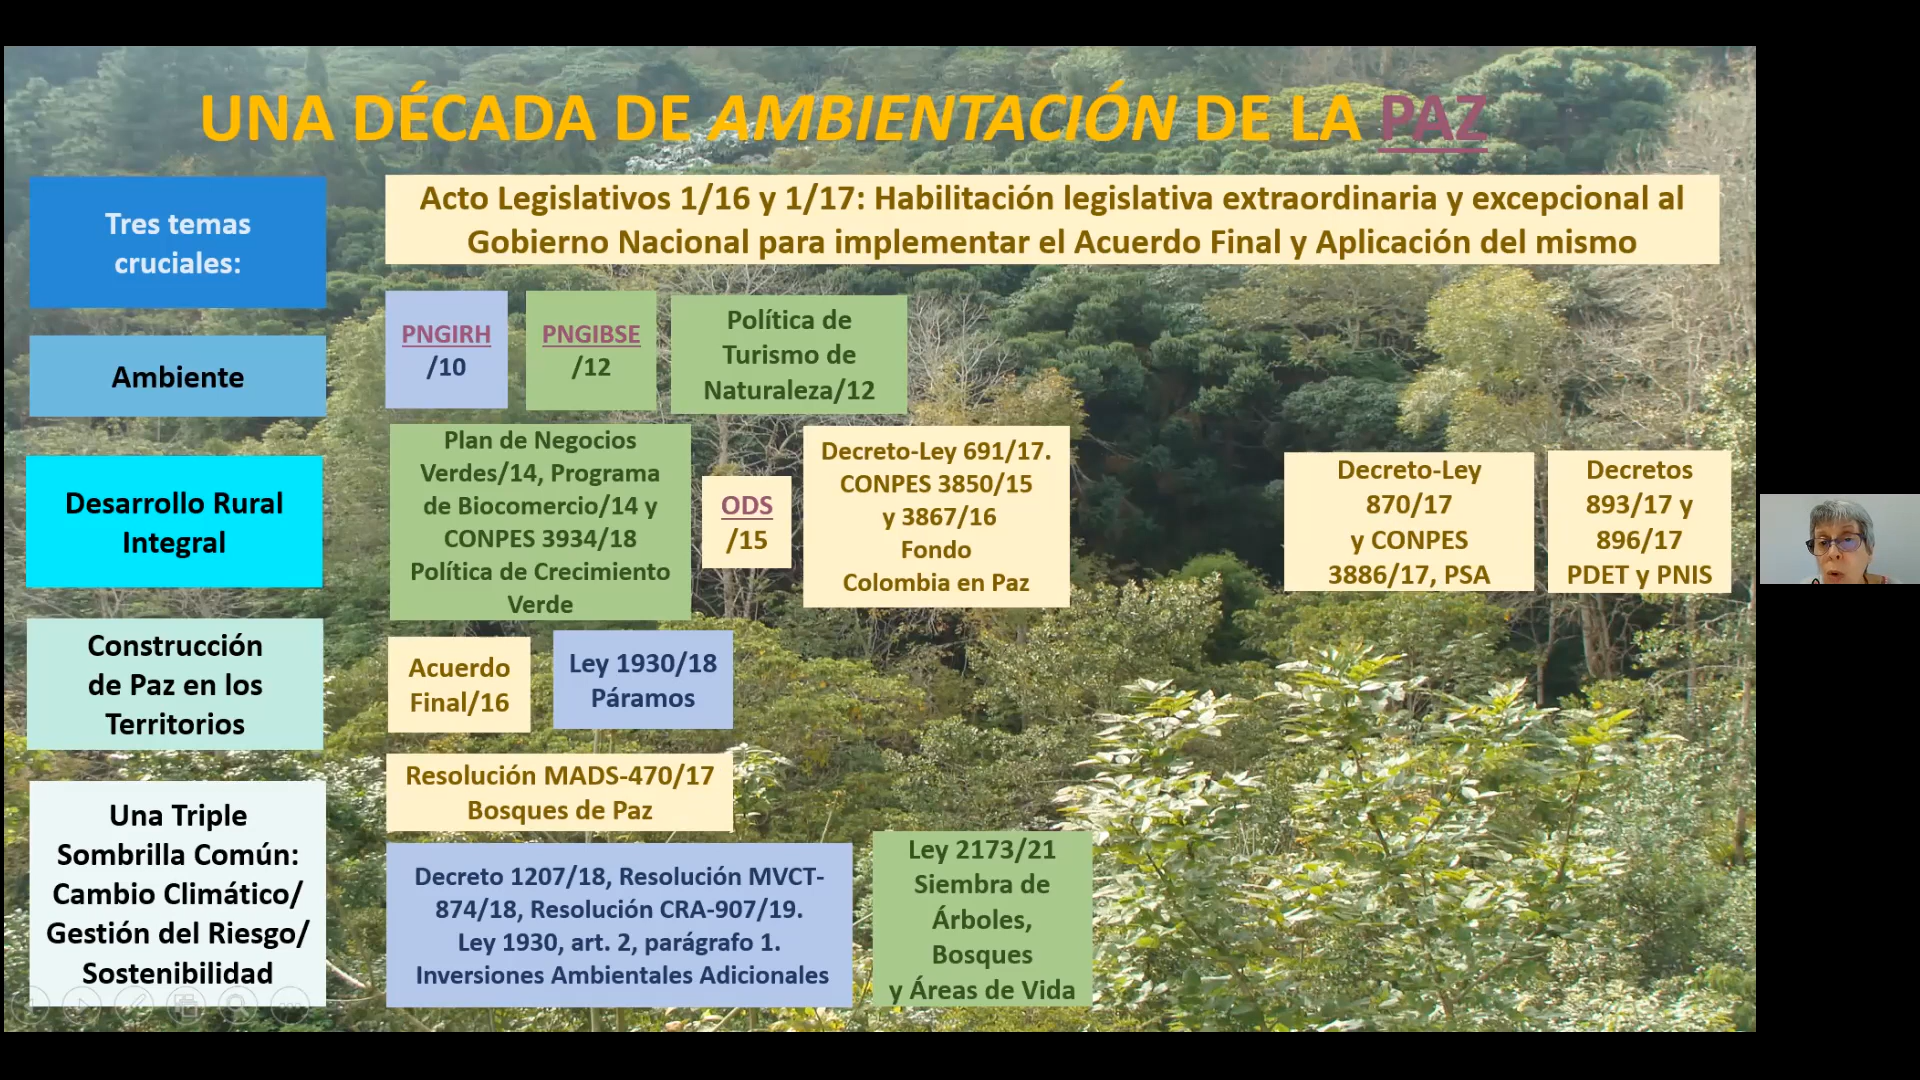 UNA DÉCADA DE AMBIENTACIÓN DE LA PAZ
Tres temas
cruciales:
Acto Legislativos 1/16 y 1/17: Habilitación legislativa extraordinaria y excepcional al
Gobierno Nacional para implementar el Acuerdo Final y Aplicación del mismo
Ambiente
PNGIRH
/10
PNGIBSE
/12
Política de
Turismo de
Naturaleza/12
Desarrollo Rural
Integral
Plan de Negocios
Verdes/14, Programa
de Biocomercio/14 y
CONPES 3934/18
Política de Crecimiento
Verde
ODS
/15
Decreto-Ley 691/17.
CONPES 3850/15
y 3867/16
Fondo
Colombia en Paz
Decreto-Ley
870/17
y CONPES
3886/17, PSA
Decretos
893/17 y
896/17
PDET y PNIS
Construcción
de Paz en los
Territorios
Acuerdo
Final/16
Ley 1930/18
Páramos
Resolución MADS-470/17
Bosques de Paz
Una Triple
Sombrilla Común:
Cambio Climático/
Gestión del Riesgo/
Sostenibilidad
Decreto 1207/18, Resolución MVCT-
874/18, Resolución CRA-907/19.
Ley 1930, art. 2, parágrafo 1.
Inversiones Ambientales Adicionales
Ley 2173/21
Siembra de
Árboles,
Bosques
y Áreas de Vida